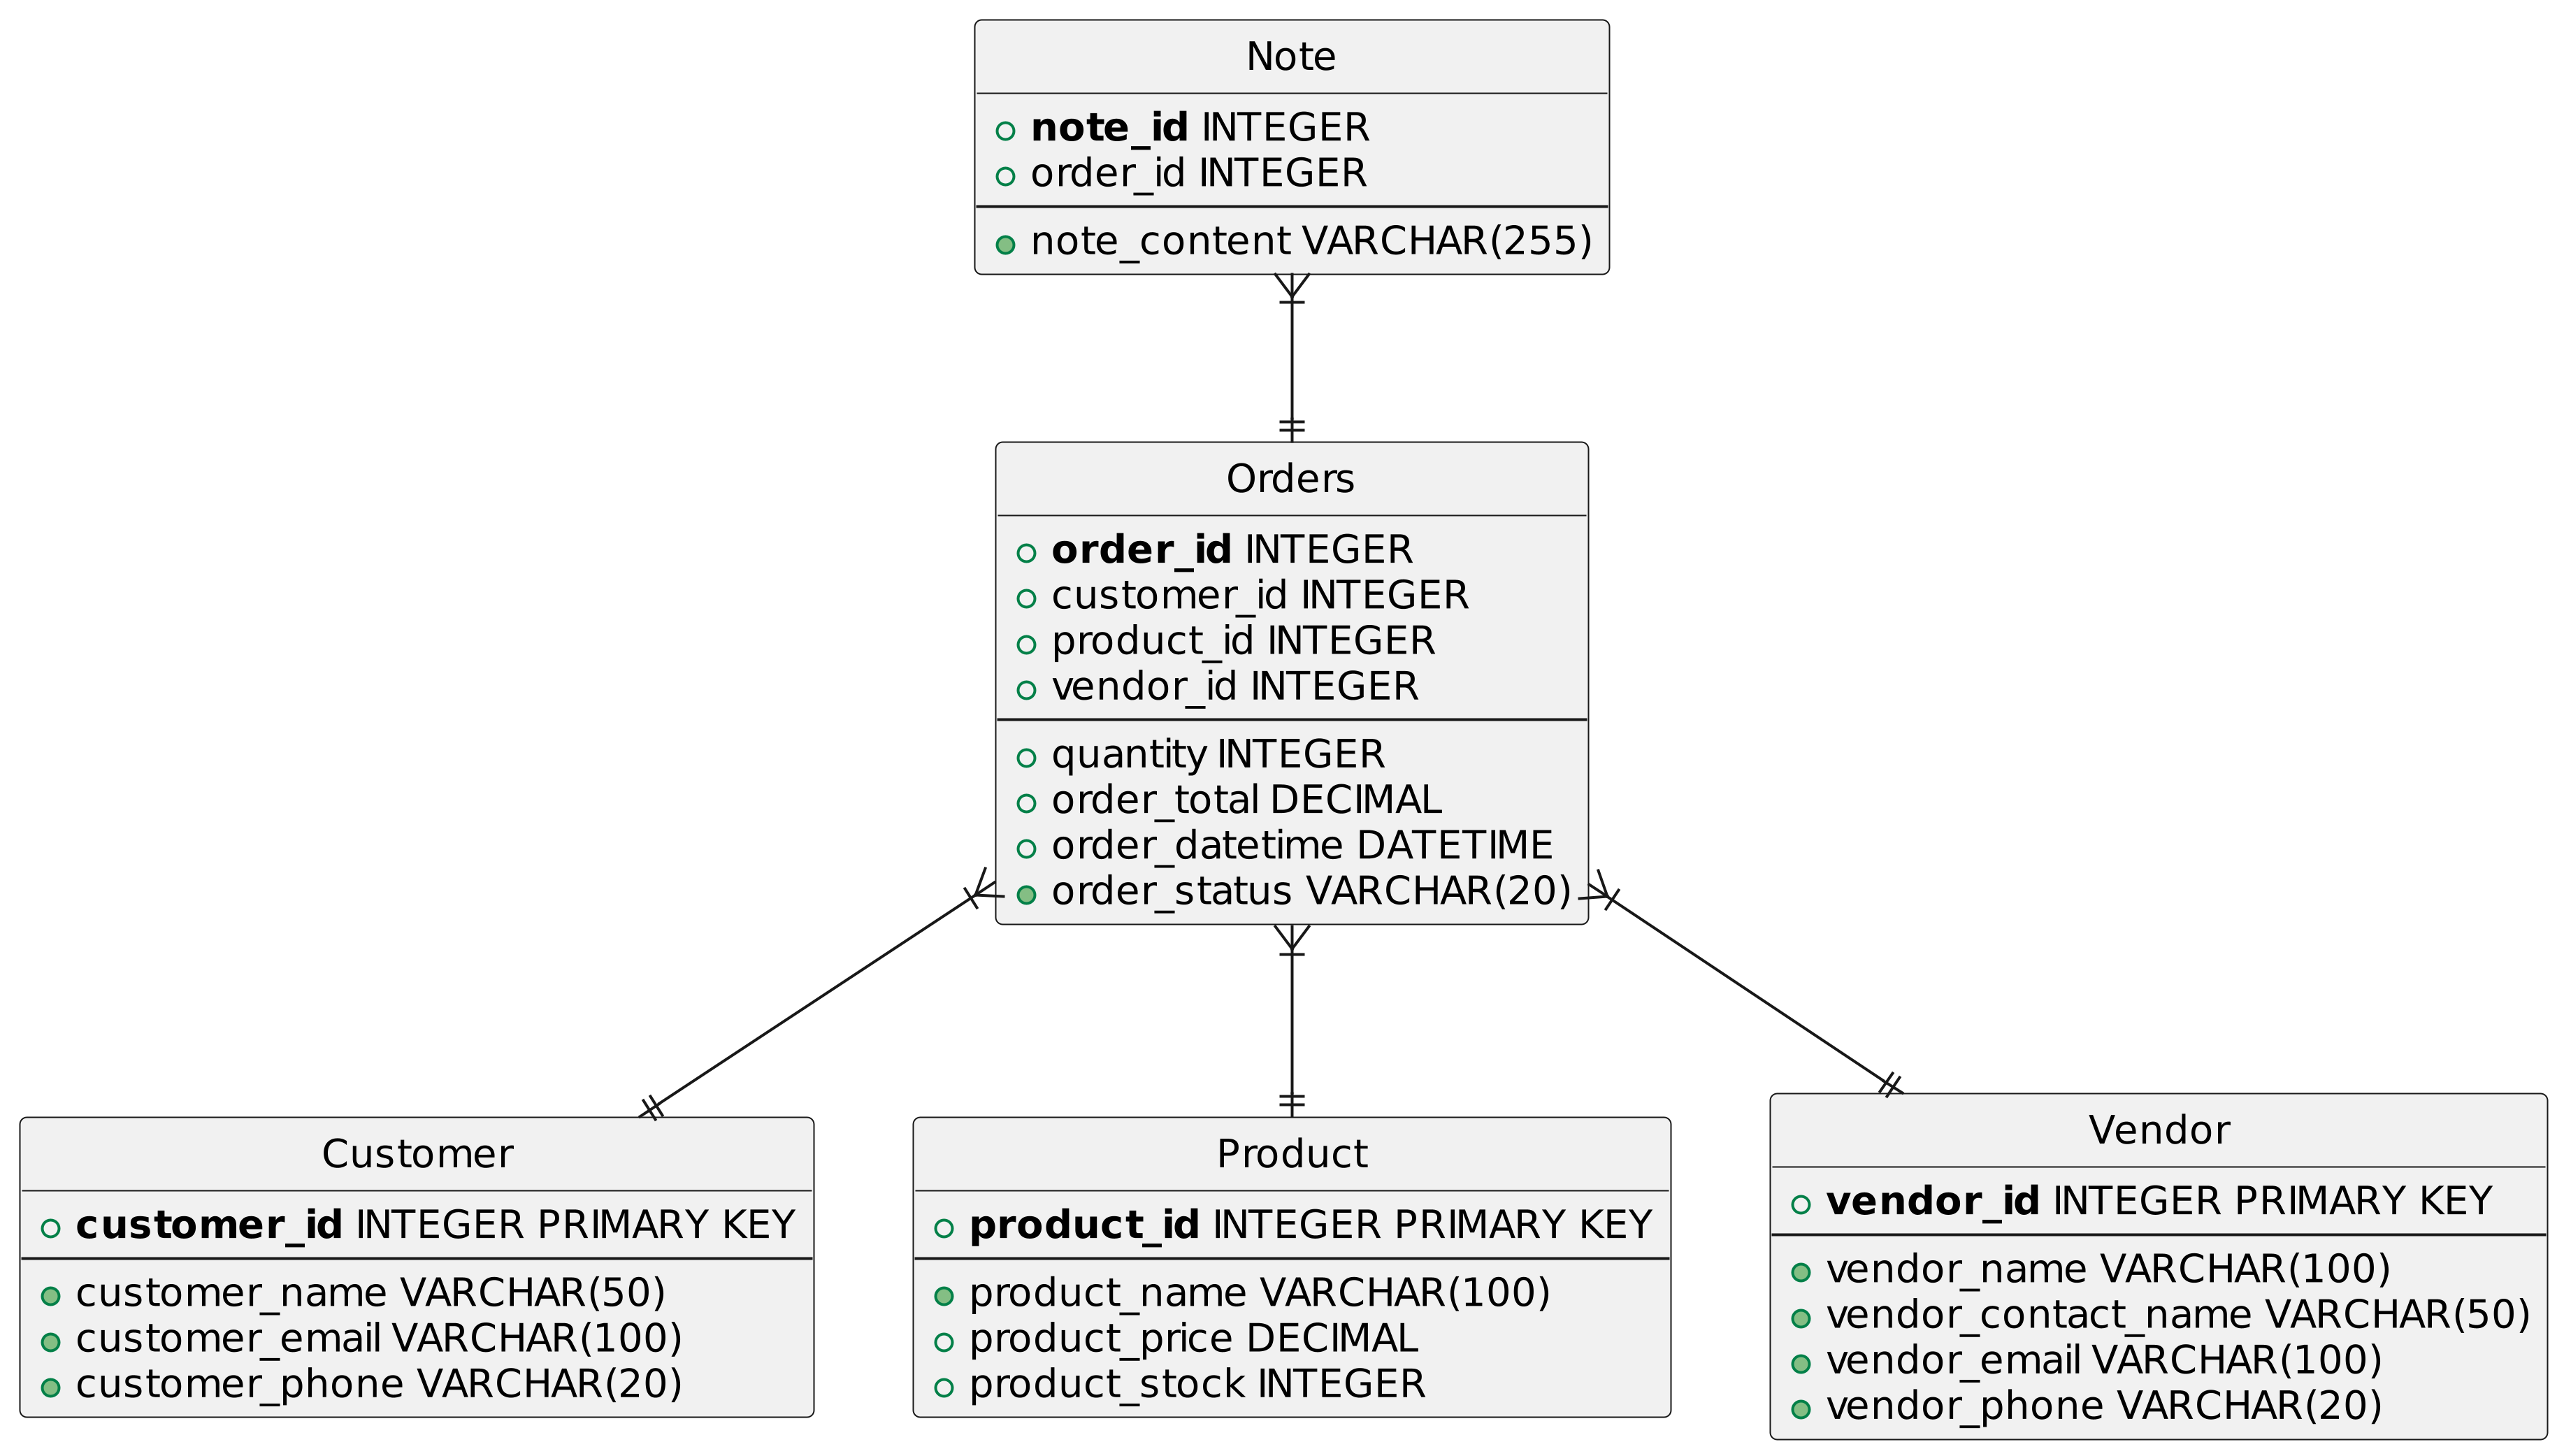 Note
note_id INTEGER
order_id INTEGER
note_content VARCHAR(255)
Orders
order_id INTEGER
customer_id INTEGER
product_id INTEGER
vendor_id INTEGER
quantity INTEGER
order_total DECIMAL
order_datetime DATETIME
order_status VARCHAR(20)
Customer
customer_id INTEGER PRIMARY KEY
customer_name VARCHAR(50)
customer_email VARCHAR(100)
customer_phone VARCHAR(20)
Product
product_id INTEGER PRIMARY KEY
product_name VARCHAR(100)
product_price DECIMAL
product_stock INTEGER
Vendor
vendor_id INTEGER PRIMARY KEY
vendor_name VARCHAR(100)
vendor_contact_name VARCHAR(50)
vendor_email VARCHAR(100)
vendor_phone VARCHAR(20)